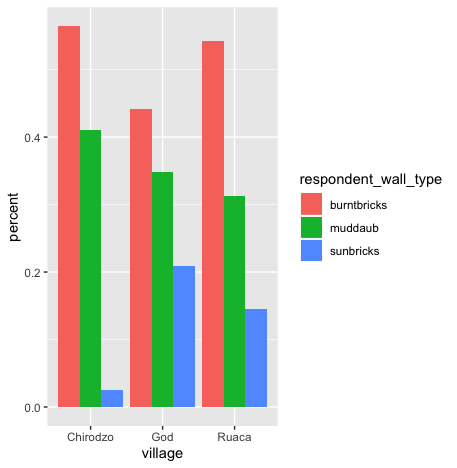 percent
0.4
0.2
0.0
Chirodzo God Ruaca
village
respondent_wall_type
burntbricks
muddaub
sunbricks